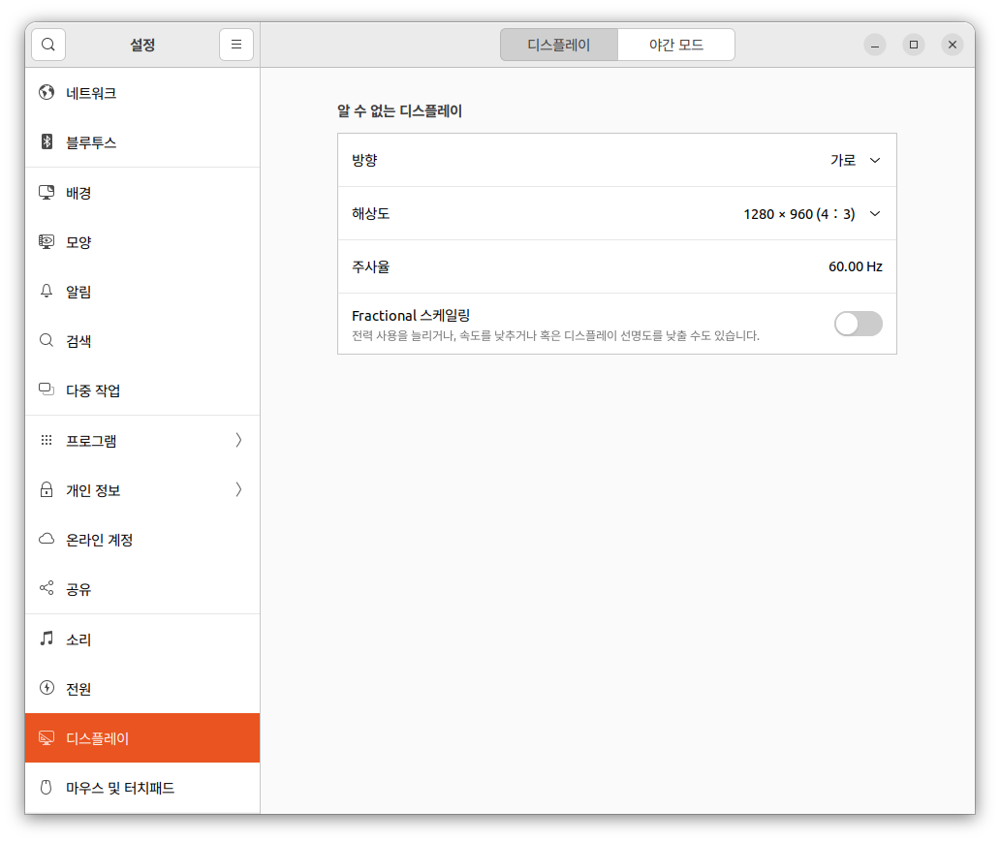 설정
디스플레이
야간 모드
네트워크
블루투스
배경
모양
알림
검색
다중 작업
프로그램
개인 정보
온라인 계정
공유
소리
전원
디스플레이
마우스 및 터치패드
알 수 없는 디스플레이
방향 가로
해상도 1280 × 960 (4∶3)
주사율 60.00 Hz
Fractional 스케일링
전력 사용을 늘리거나, 속도를 낮추거나 혹은 디스플레이 선명도를 낮출 수도 있습니다.